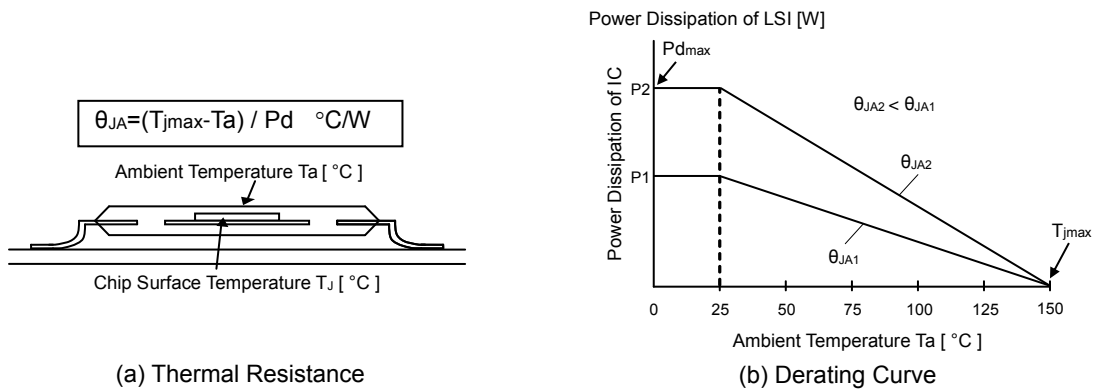 θJA=(Tjmax-Ta) / Pd °C/W
Ambient Temperature Ta [ °C ]
Chip Surface Temperature TJ [ °C ]
(a) Thermal Resistance
Power Dissipation of LSI [W]
Pdmax
Power Dissipation of IC
P2
P1
θJA2 < θJA1
θJA2
θJA1
Tjmax
0 25 50 75 100 125 150
Ambient Temperature Ta [ °C ]
(b) Derating Curve